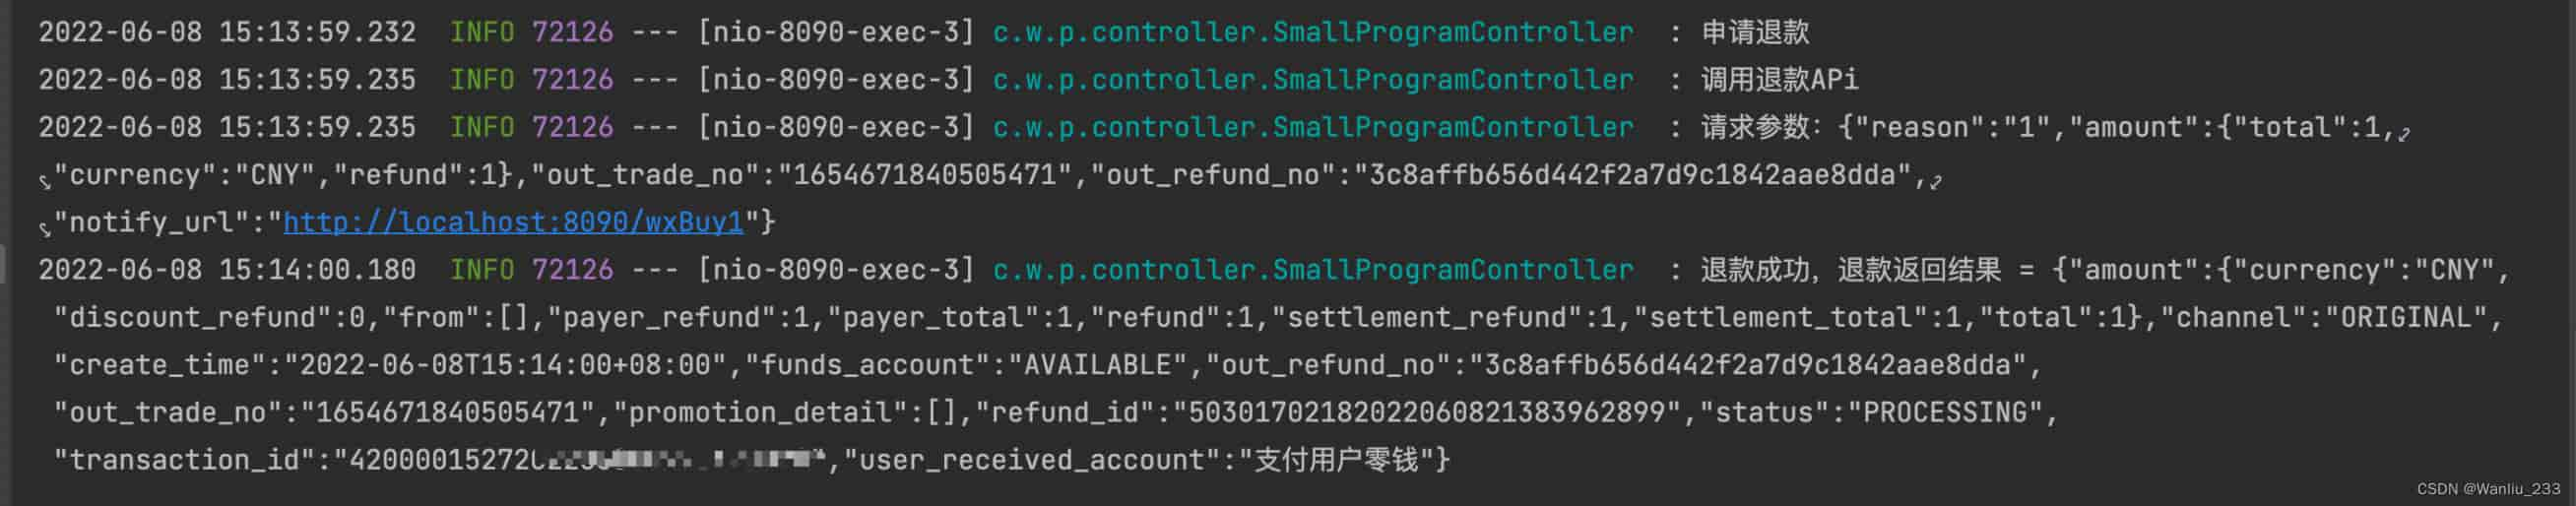 2022-06-08 15:13:59.232  INFO 72126 --- [nio-8090-exec-3] c.w.p.controller.SmallProgramController  : 申请退款
2022-06-08 15:13:59.235  INFO 72126 --- [nio-8090-exec-3] c.w.p.controller.SmallProgramController  : 调用退款APi
2022-06-08 15:13:59.235  INFO 72126 --- [nio-8090-exec-3] c.w.p.controller.SmallProgramController  : 请求参数：{"reason":"1","amount":{"total":1,
"currency":"CNY","refund":1},"out_trade_no":"1654671840505471","out_refund_no":"3c8affb656d442f2a7d9c1842aae8dda",
"notify_url":"http://localhost:8090/wxBuy1"}
2022-06-08 15:14:00.180  INFO 72126 --- [nio-8090-exec-3] c.w.p.controller.SmallProgramController  : 退款成功，退款返回结果 = {"amount":{"currency":"CNY",
"discount_refund":0,"from":[],"payer_refund":1,"payer_total":1,"refund":1,"settlement_refund":1,"settlement_total":1,"total":1},"channel":"ORIGINAL",
"create_time":"2022-06-08T15:14:00+08:00","funds_account":"AVAILABLE","out_refund_no":"3c8affb656d442f2a7d9c1842aae8dda",
"out_trade_no":"1654671840505471","promotion_detail":[],"refund_id":"50301702182022060821383962899","status":"PROCESSING",
"transaction_id":"42000015272","user_received_account":"支付用户零钱"}
CSDN @Wanliu_233